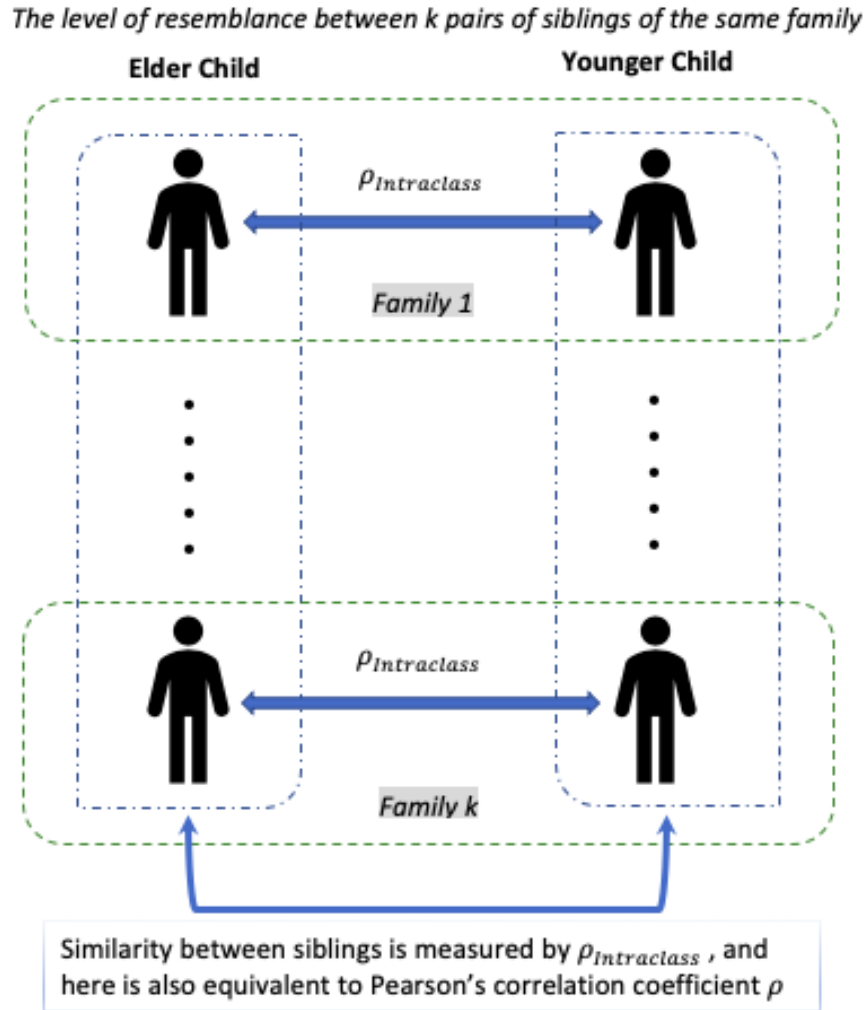 The level of resemblance between k pairs of siblings of the same family
Elder Child
Younger Child
ρIntraclass
Family 1
ρIntraclass
Family k
Similarity between siblings is measured by ρIntraclass , and
here is also equivalent to Pearson's correlation coefficient ρ